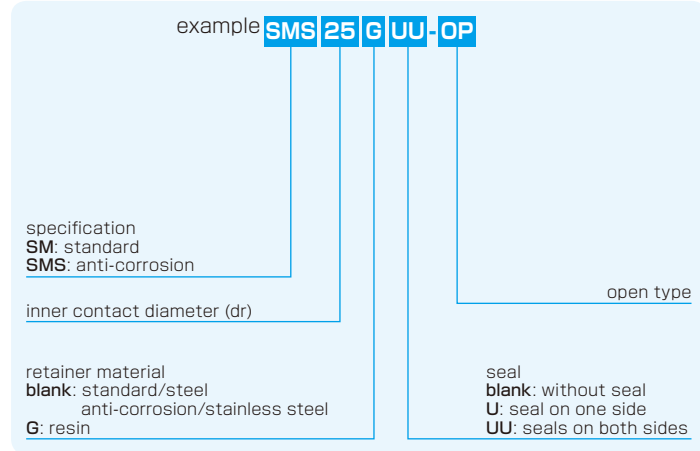 example SMS 25 G UU - OP
specification
SM: standard
SMS: anti-corrosion
inner contact diameter (dr)
open type
retainer material
blank: standard/steel
anti-corrosion/stainless steel
G: resin
seal
blank: without seal
U: seal on one side
UU: seals on both sides